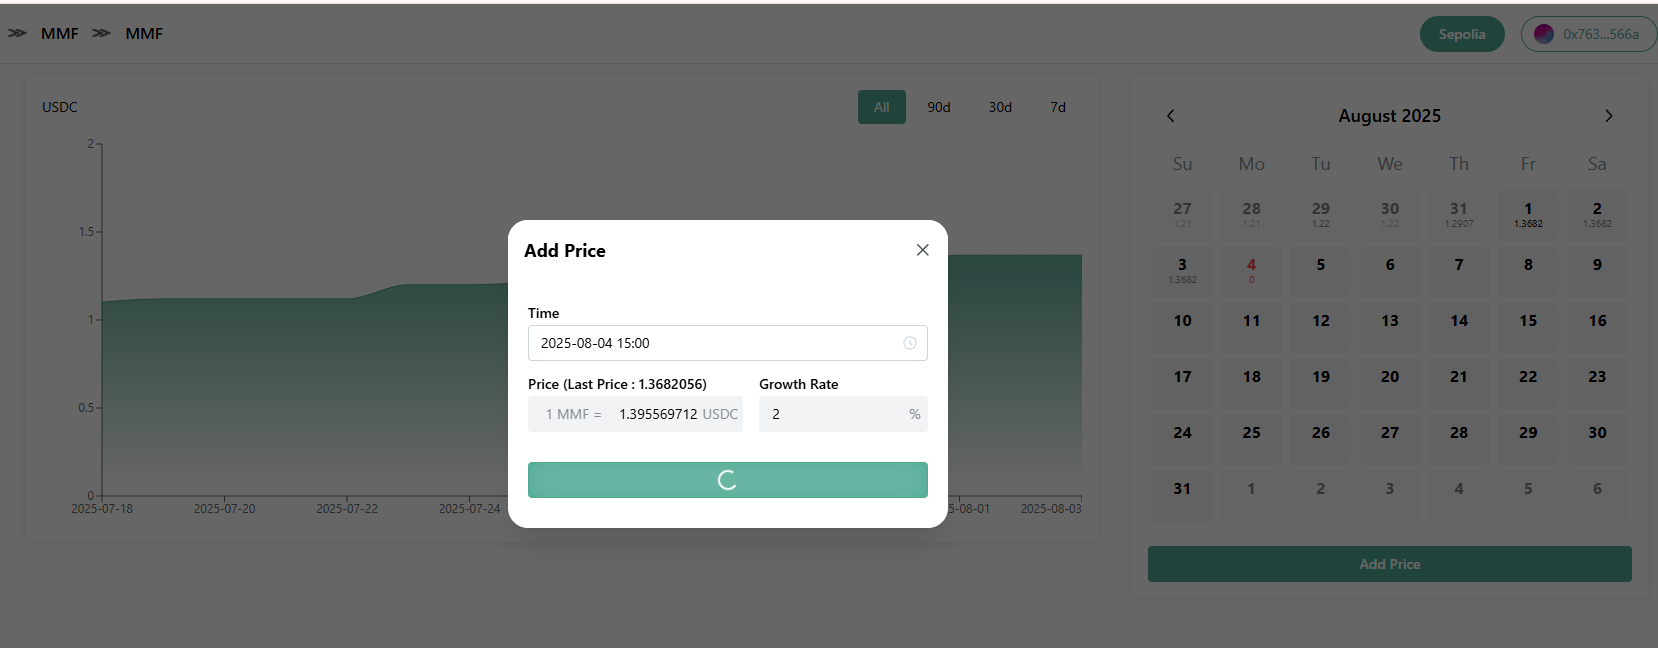 MMF MMF
Sepolia
0x763...566a
USDC
All 90d 30d 7d
2
1.5
1
0.5
0
2025-07-18 2025-07-20 2025-07-22 2025-07-24 5-08-01 2025-08-03
Add Price
Time
2025-08-04 15:00
Price (Last Price : 1.3682056) Growth Rate
1 MMF = 1.395569712 USDC 2 %
August 2025
Su Mo Tu We Th Fr Sa
27 28 29 30 31 1 2
1.21 1.21 1.22 1.22 1.2907 1.3682 1.3682
3 4 5 6 7 8 9
1.3682 0
10 11 12 13 14 15 16
17 18 19 20 21 22 23
24 25 26 27 28 29 30
31 1 2 3 4 5 6
Add Price